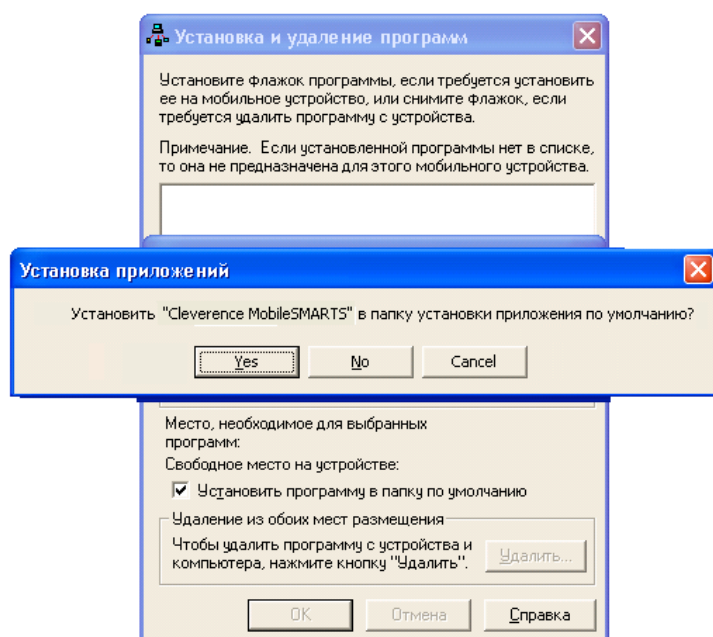 Установка и удаление программ
Установите флажок программы, если требуется установить
ее на мобильное устройство, или снимите флажок, если
требуется удалить программу с устройства.
Примечание. Если установленной программы нет в списке,
то она не предназначена для этого мобильного устройства.
Установка приложений
Установить "Cleverence MobileSMARTS" в папку установки приложения по умолчанию?
Yes No Cancel
Место, необходимое для выбранных
программ:
Свободное место на устройстве:
Установить программу в папку по умолчанию
Удаление из обоих мест размещения
Чтобы удалить программу с устройства и
компьютера, нажмите кнопку "Удалить".
Удалить...
OK Отмена Справка